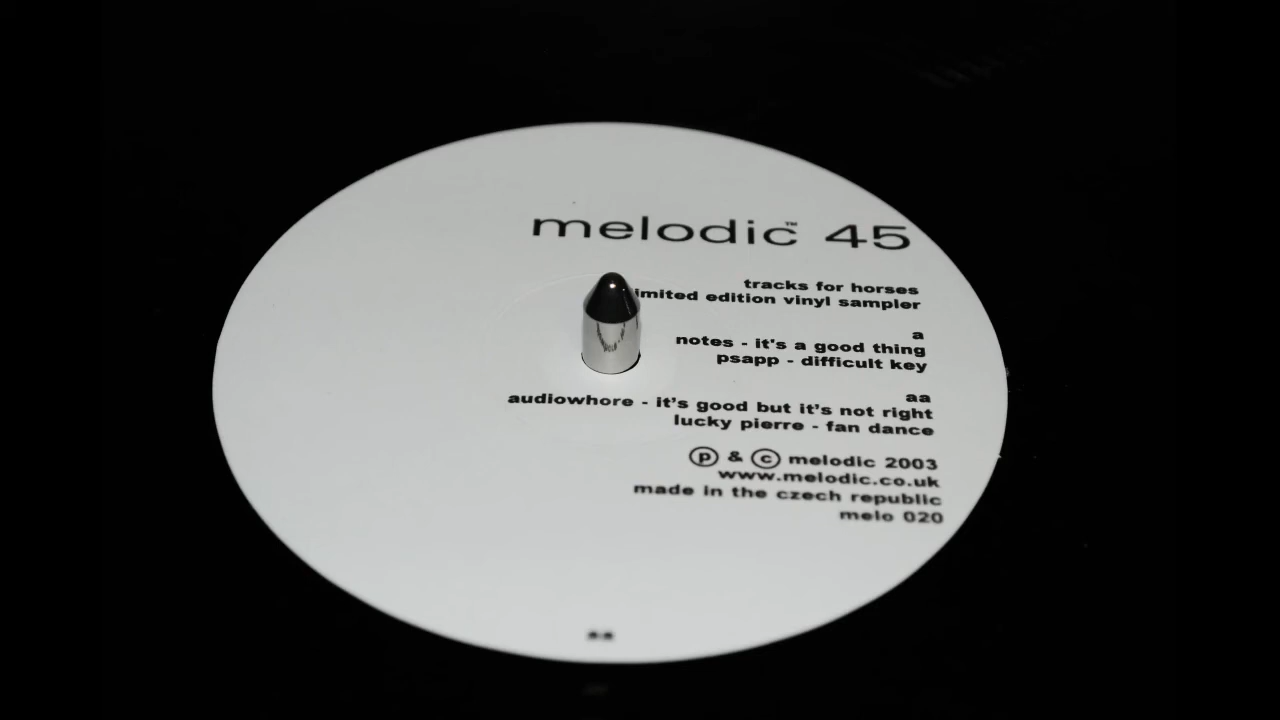 melodic™ 45
tracks for horses
limited edition vinyl sampler
a
notes - it's a good thing
psapp - difficult key
aa
audiowhore - it's good but it's not right
lucky pierre - fan dance
ⓟ & ⓒ melodic 2003
www.melodic.co.uk
made in the czech republic
melo 020